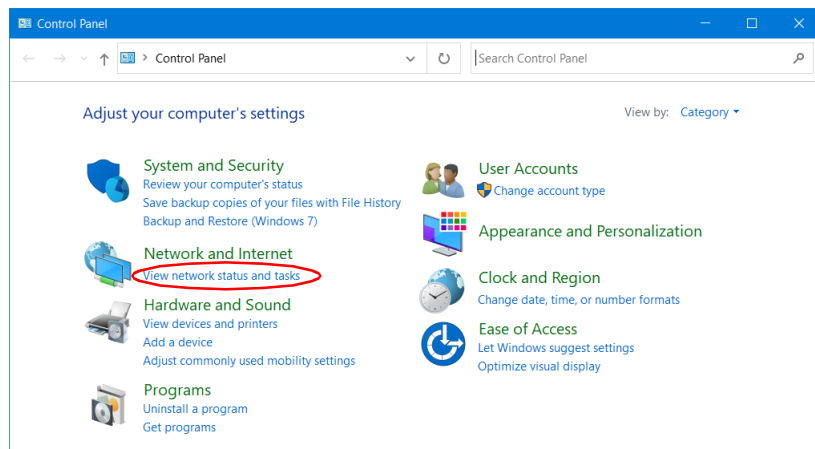 Control Panel
Control Panel
Search Control Panel
Adjust your computer's settings
View by: Category
System and Security
Review your computer's status
Save backup copies of your files with File History
Backup and Restore (Windows 7)
Network and Internet
View network status and tasks
Hardware and Sound
View devices and printers
Add a device
Adjust commonly used mobility settings
Programs
Uninstall a program
Get programs
User Accounts
Change account type
Appearance and Personalization
Clock and Region
Change date, time, or number formats
Ease of Access
Let Windows suggest settings
Optimize visual display